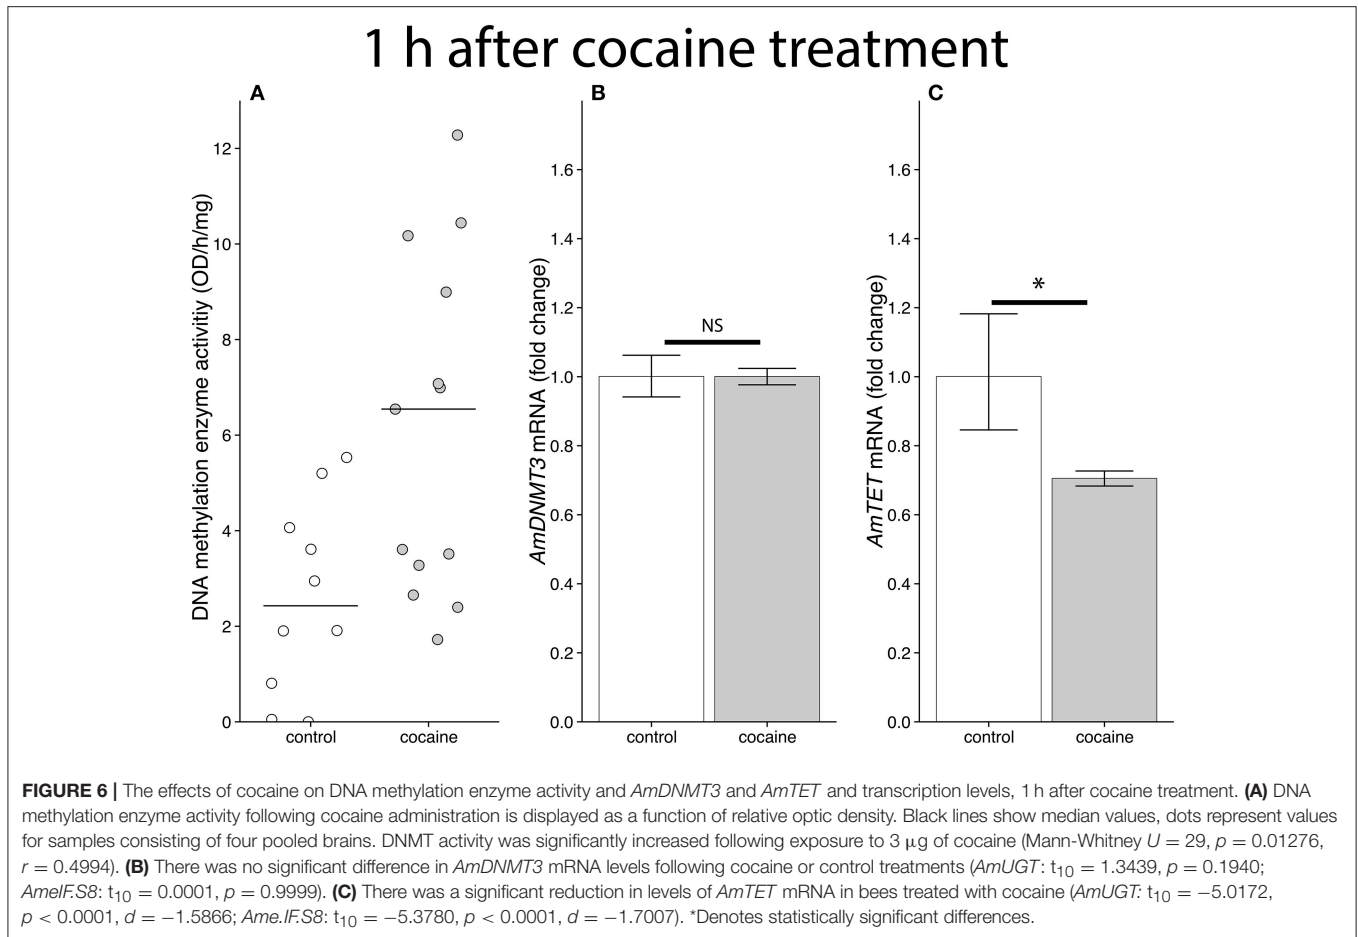 1 h after cocaine treatment
A
B
C
DNA methylation enzyme activitiy (OD/h/mg)
12
10
8
6
4
2
0
control
cocaine
AmDNMT3 mRNA (fold change)
1.6
1.4
1.2
1.0
0.8
0.6
0.4
0.2
0.0
NS
control
cocaine
AmTET mRNA (fold change)
1.6
1.4
1.2
1.0
0.8
0.6
0.4
0.2
0.0
*
control
cocaine
FIGURE 6 | The effects of cocaine on DNA methylation enzyme activity and AmDNMT3 and AmTET and transcription levels, 1 h after cocaine treatment. (A) DNA
methylation enzyme activity following cocaine administration is displayed as a function of relative optic density. Black lines show median values, dots represent values
for samples consisting of four pooled brains. DNMT activity was significantly increased following exposure to 3 μg of cocaine (Mann-Whitney U = 29, p = 0.01276,
r = 0.4994). (B) There was no significant difference in AmDNMT3 mRNA levels following cocaine or control treatments (AmUGT: t10 = 1.3439, p = 0.1940;
AmeIF.S8: t10 = 0.0001, p = 0.9999). (C) There was a significant reduction in levels of AmTET mRNA in bees treated with cocaine (AmUGT: t10 = −5.0172,
p < 0.0001, d = −1.5866; Ame.IF.S8: t10 = −5.3780, p < 0.0001, d = −1.7007). *Denotes statistically significant differences.